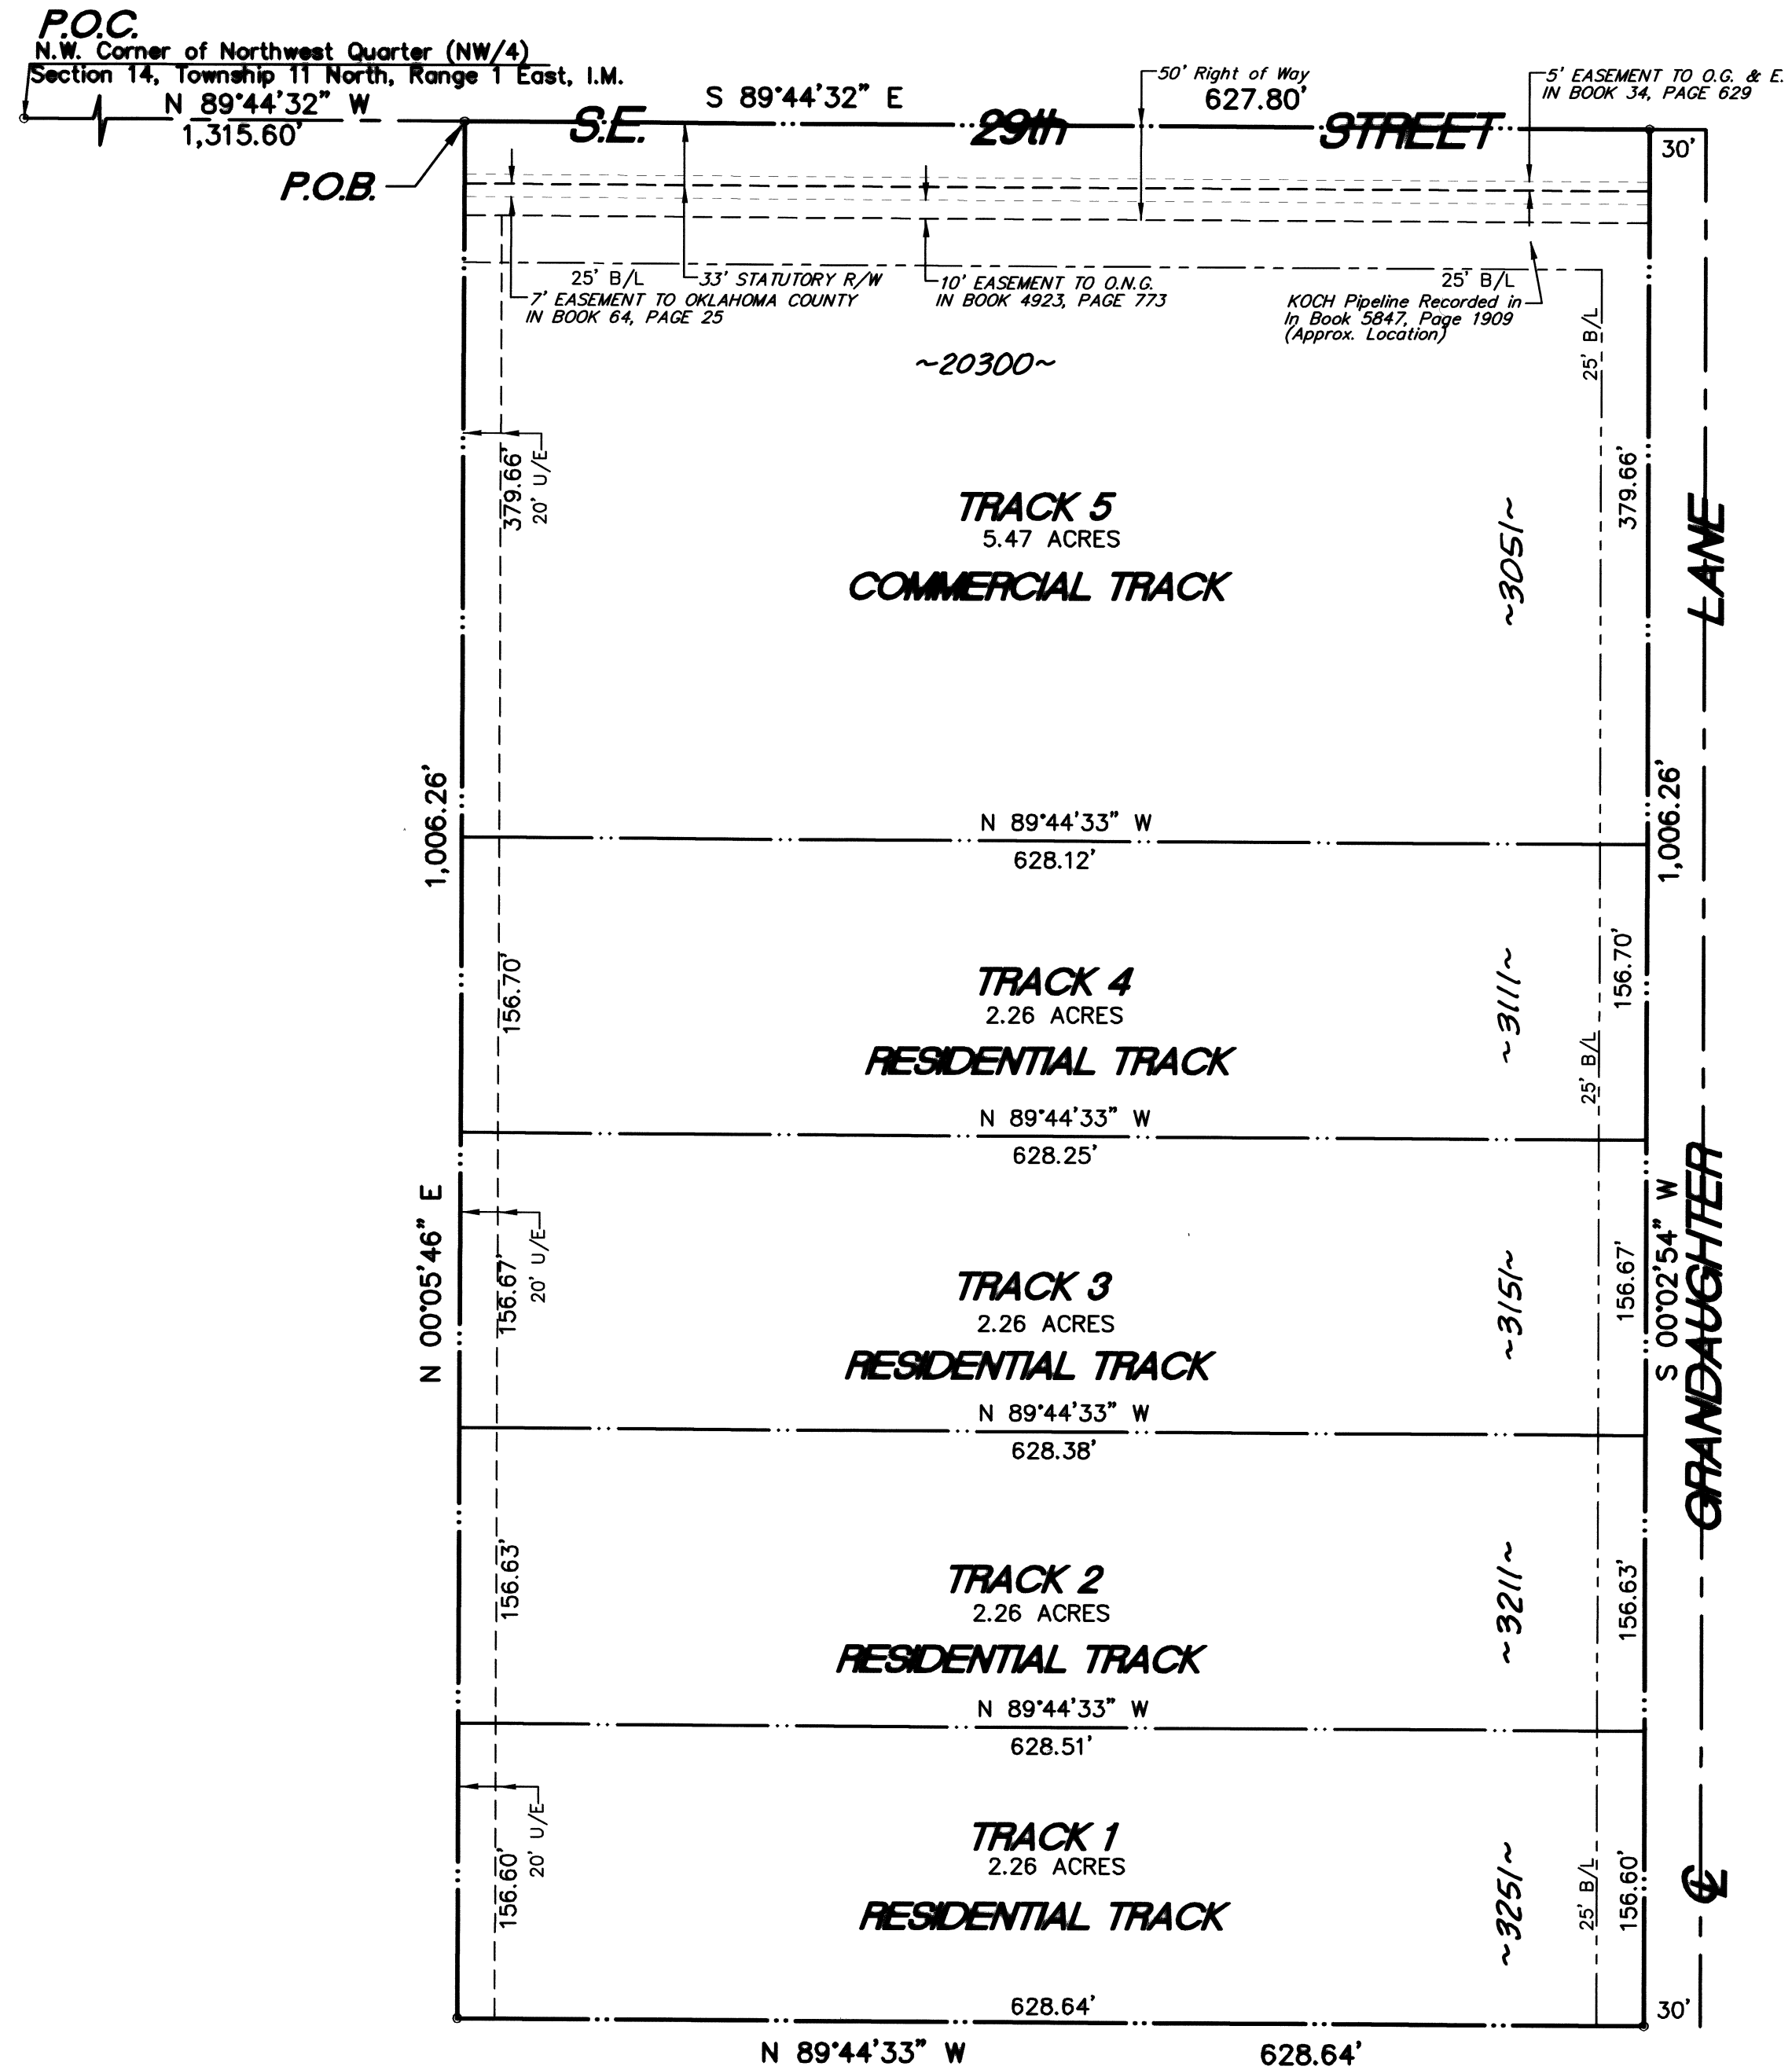 P.O.C.
N.W. Corner of Northwest Quarter (NW/4)
Section 14, Township 11 North, Range 1 East, I.M.
N 89°44'32" W
1,315.60'
P.O.B.
S 89°44'32" E
627.80'
S.E. 29th STREET
50' Right of Way
5' EASEMENT TO O.G. & E.
IN BOOK 34, PAGE 629
30'
25' B/L
7' EASEMENT TO OKLAHOMA COUNTY
IN BOOK 64, PAGE 25
33' STATUTORY R/W
10' EASEMENT TO O.N.G.
IN BOOK 4923, PAGE 773
25' B/L
KOCH Pipeline Recorded in
In Book 5847, Page 1909
(Approx. Location)
25' B/L
~20300~
379.66'
20' U/E
TRACK 5
5.47 ACRES
COMMERCIAL TRACK
~3051~
379.66'
LANE
1,006.26'
1,006.26'
N 89°44'33" W
628.12'
156.70'
TRACK 4
2.26 ACRES
RESIDENTIAL TRACK
~3111~
156.70'
25' B/L
N 89°44'33" W
628.25'
N 00°05'46" E
156.67'
20' U/E
TRACK 3
2.26 ACRES
RESIDENTIAL TRACK
~3151~
156.67'
S 00°02'54" W
GRANDAUGHTER
N 89°44'33" W
628.38'
156.63'
TRACK 2
2.26 ACRES
RESIDENTIAL TRACK
~3211~
156.63'
N 89°44'33" W
628.51'
156.60'
20' U/E
TRACK 1
2.26 ACRES
RESIDENTIAL TRACK
~3251~
25' B/L
156.60'
CL
628.64'
30'
N 89°44'33" W
628.64'